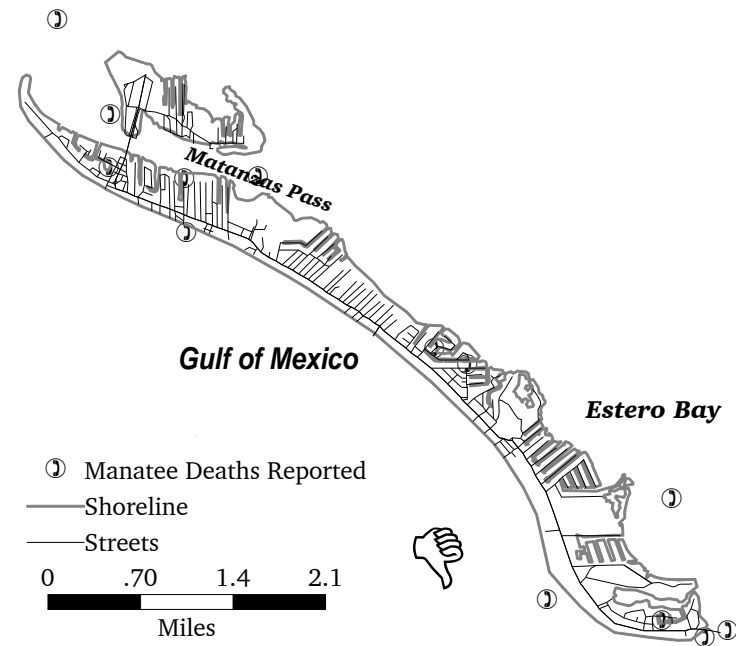 Matanzas Pass
Gulf of Mexico
Estero Bay
Manatee Deaths Reported
Shoreline
Streets
0 .70 1.4 2.1
Miles